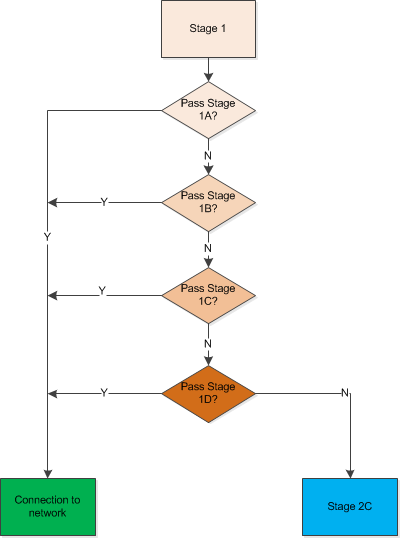 Stage 1
Pass Stage
1A?
N
Pass Stage
1B?
Y
N
Y
Pass Stage
1C?
Y
N
Pass Stage
1D?
Y
N
Connection to
network
Stage 2C